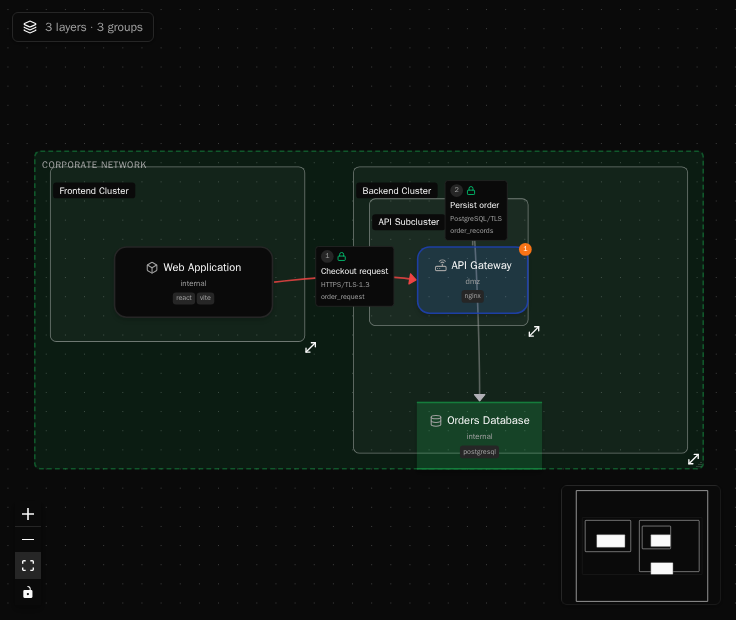 3 layers · 3 groups
CORPORATE NETWORK
Frontend Cluster
Web Application
internal
react vite
1
Checkout request
HTTPS/TLS-1.3
order_request
Backend Cluster
API Subcluster
2
Persist order
PostgreSQL/TLS
order_records
1
API Gateway
dmz
nginx
Orders Database
internal
postgresql